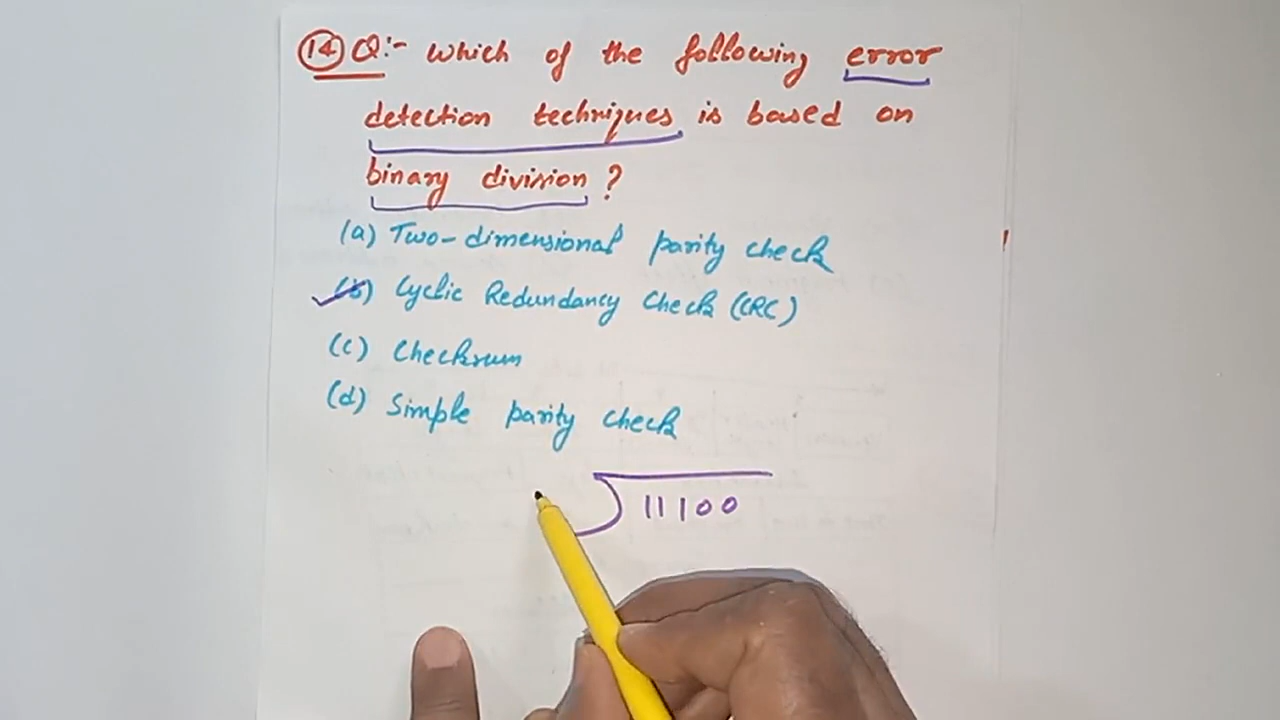 14 Q:- Which of the following error
detection techniques is based on
binary division ?
(a) Two-dimensional parity check
(b) Cyclic Redundancy Check (CRC)
(c) Checksum
(d) Simple parity check
11100